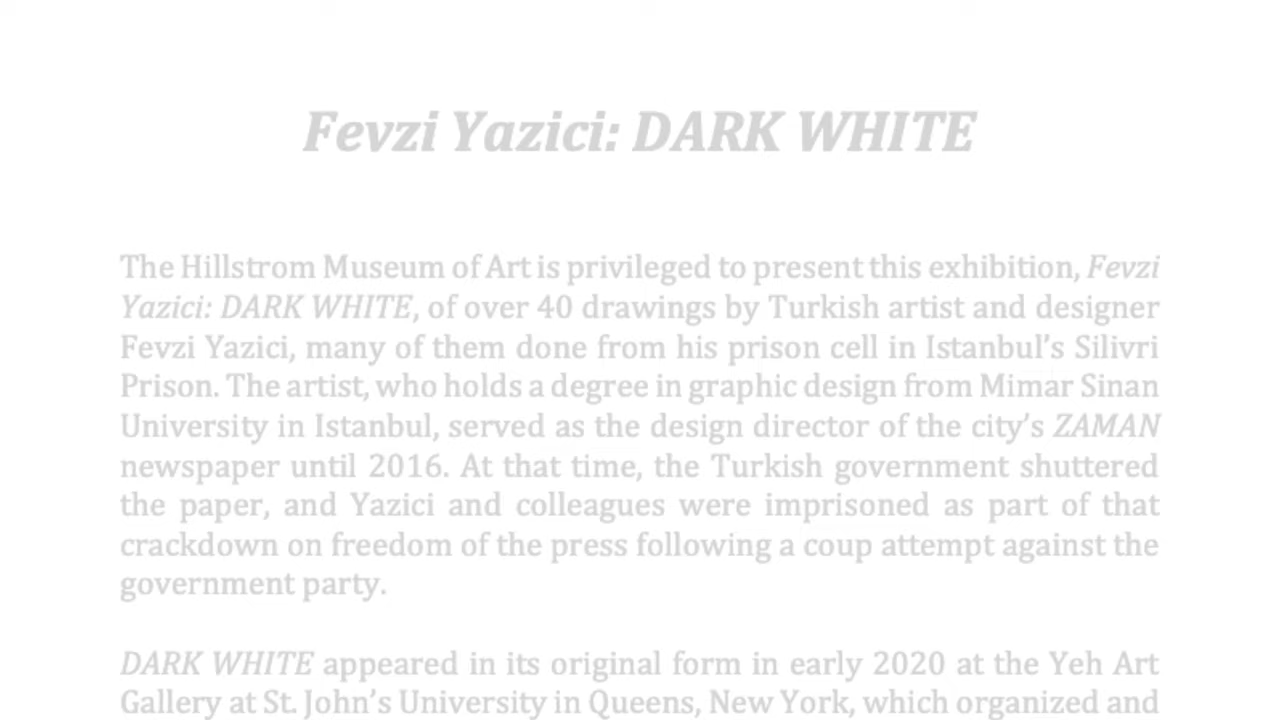 Fevzi Yazici: DARK WHITE
The Hillstrom Museum of Art is privileged to present this exhibition, Fevzi
Yazici: DARK WHITE, of over 40 drawings by Turkish artist and designer
Fevzi Yazici, many of them done from his prison cell in Istanbul’s Silivri
Prison. The artist, who holds a degree in graphic design from Mimar Sinan
University in Istanbul, served as the design director of the city’s ZAMAN
newspaper until 2016. At that time, the Turkish government shuttered
the paper, and Yazici and colleagues were imprisoned as part of that
crackdown on freedom of the press following a coup attempt against the
government party.
DARK WHITE appeared in its original form in early 2020 at the Yeh Art
Gallery at St. John’s University in Queens, New York, which organized and